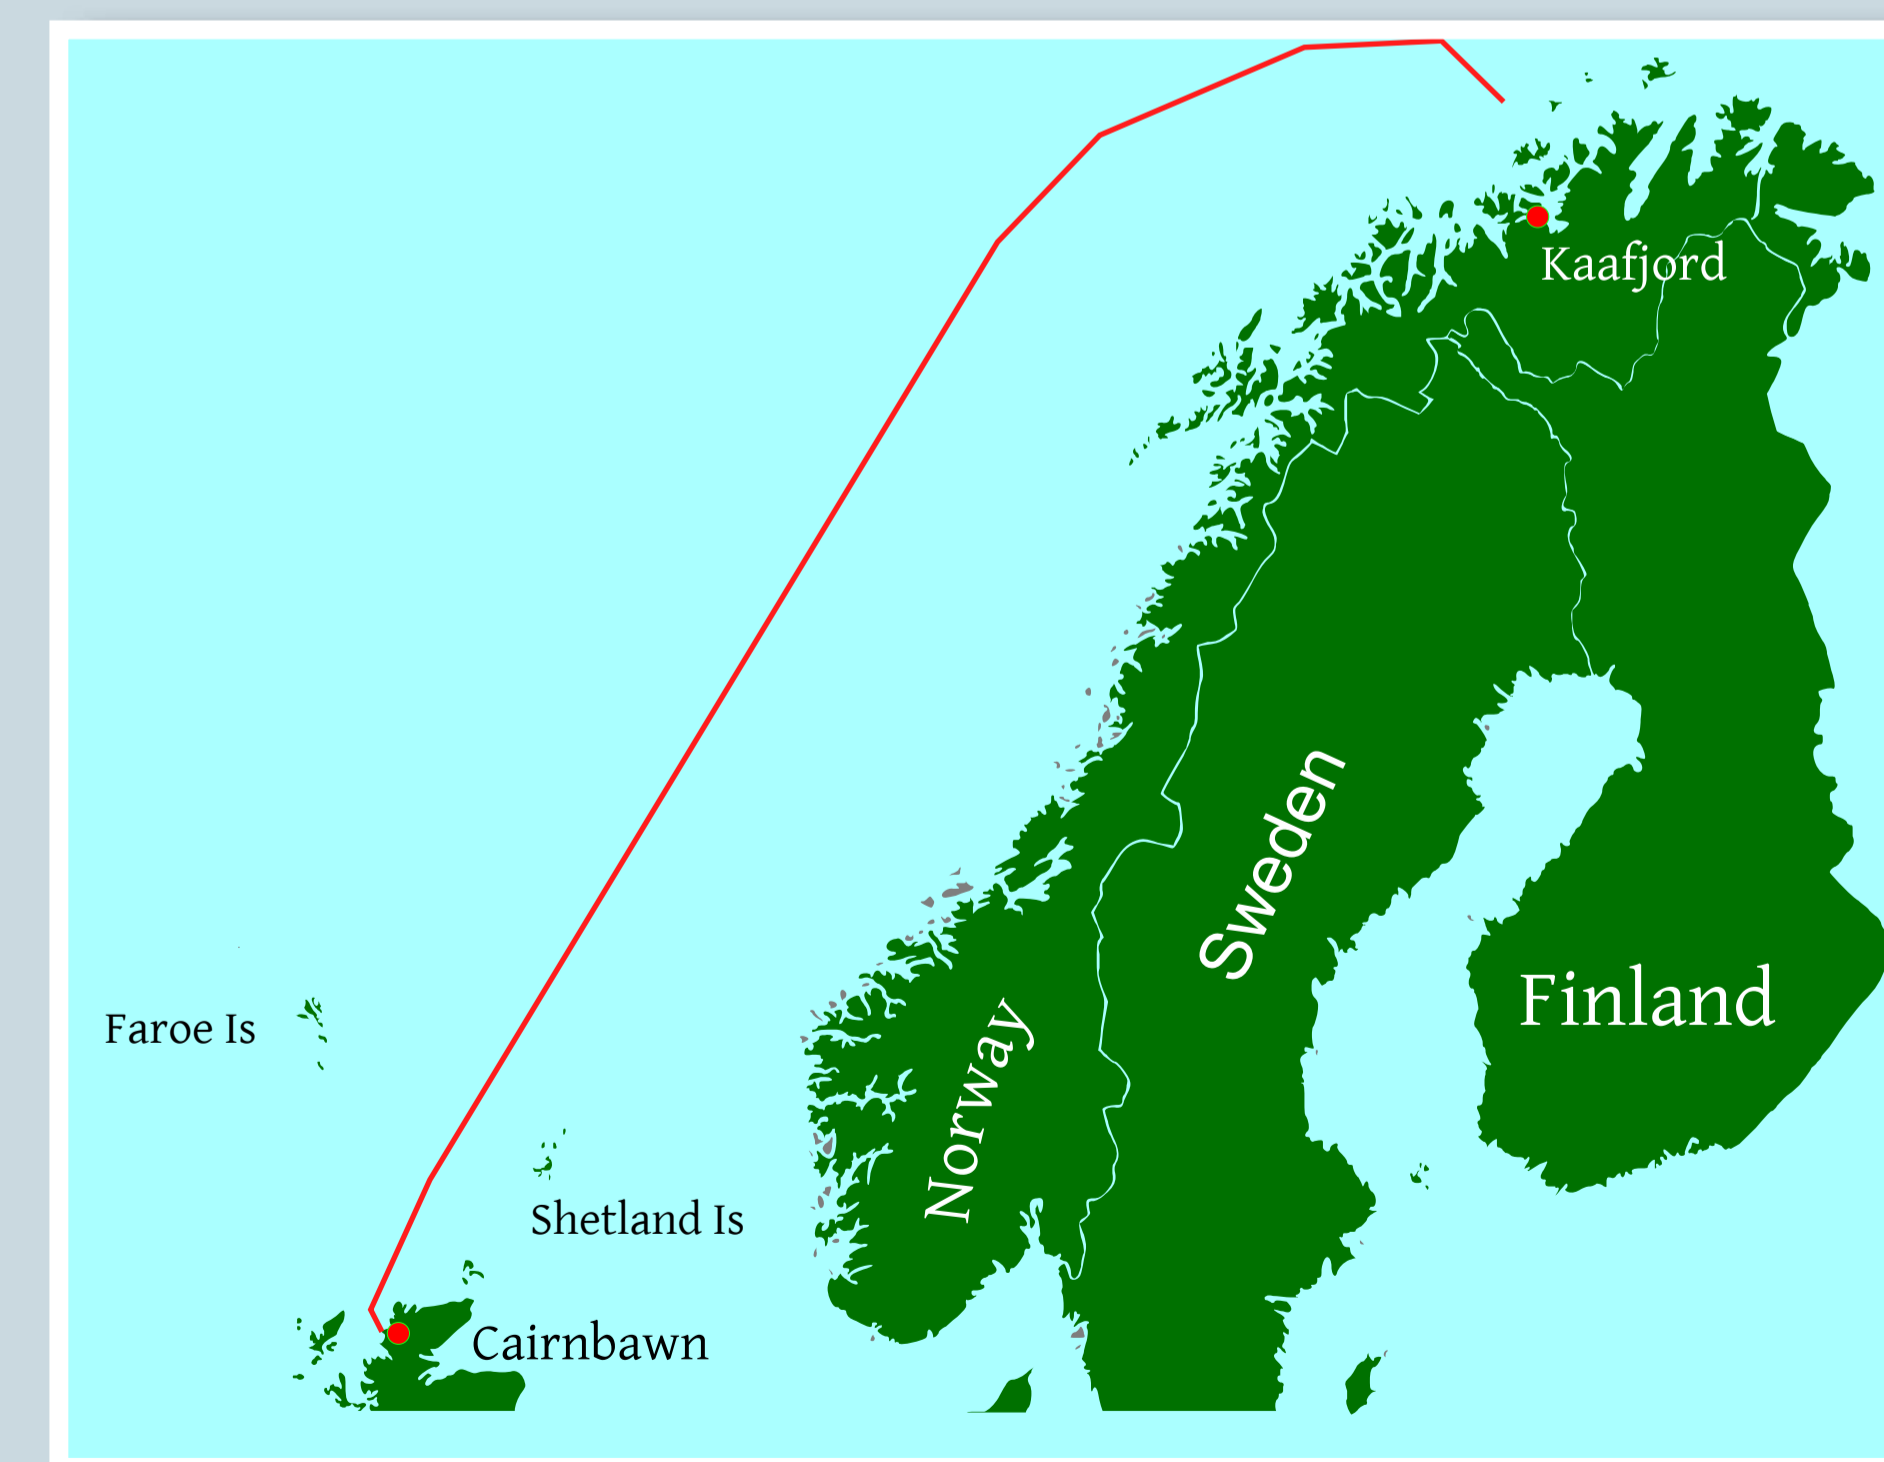 Kaafjord
Sweden
Finland
Norway
Faroe Is
Shetland Is
Cairnbawn